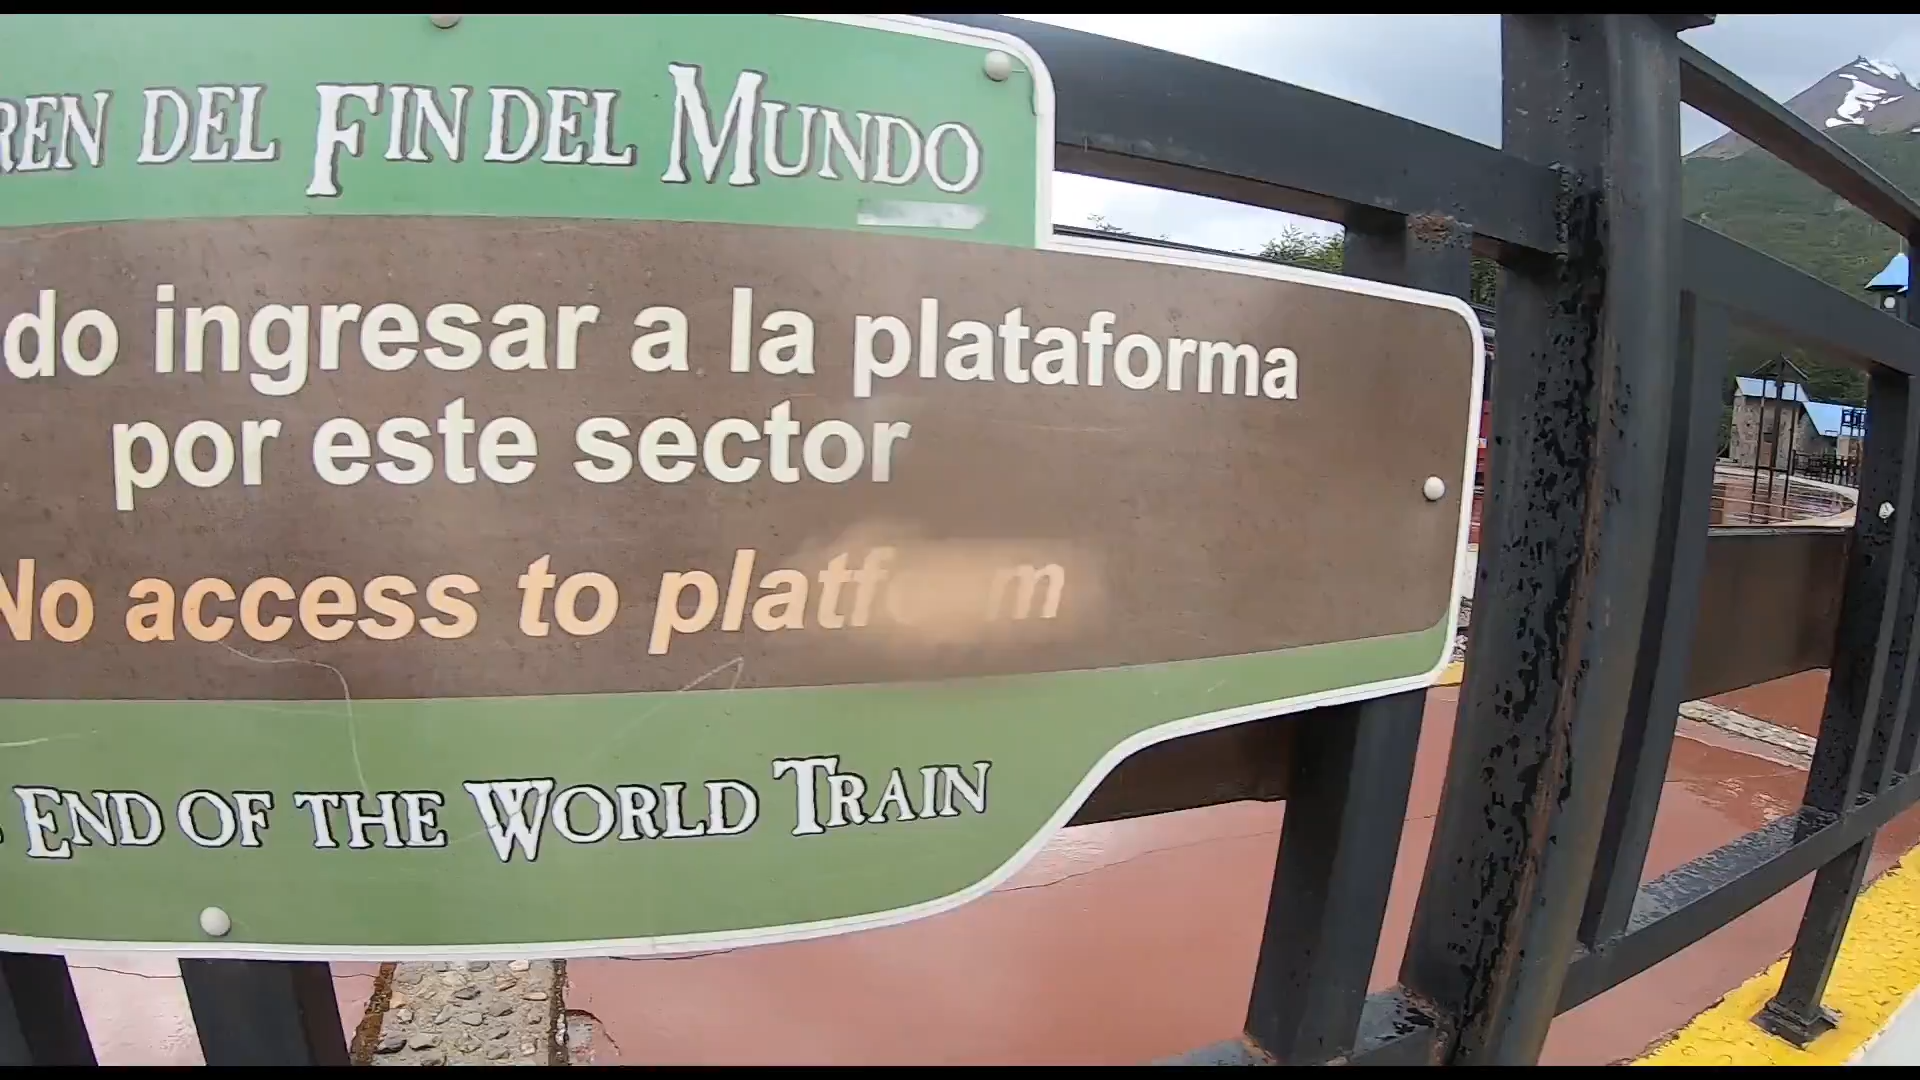 REN DEL FIN DEL MUNDO
do ingresar a la plataforma
por este sector
No access to
END OF THE WORLD TRAIN